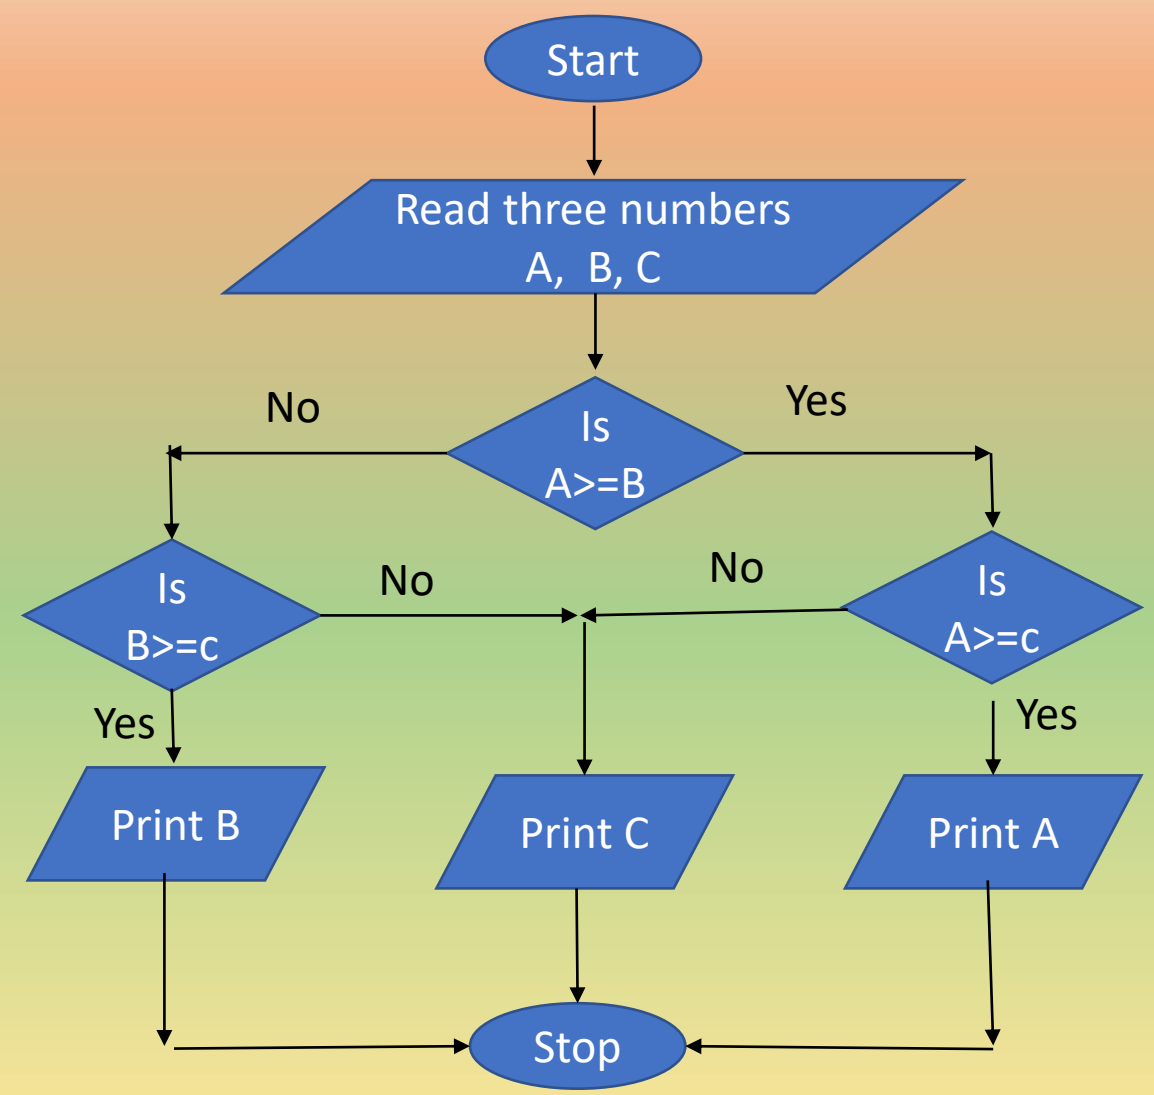 Start
Read three numbers
A,  B, C
No
Yes
Is
A>=B
Is
B>=c
No
No
Is
A>=c
Yes
Yes
Print B
Print C
Print A
Stop